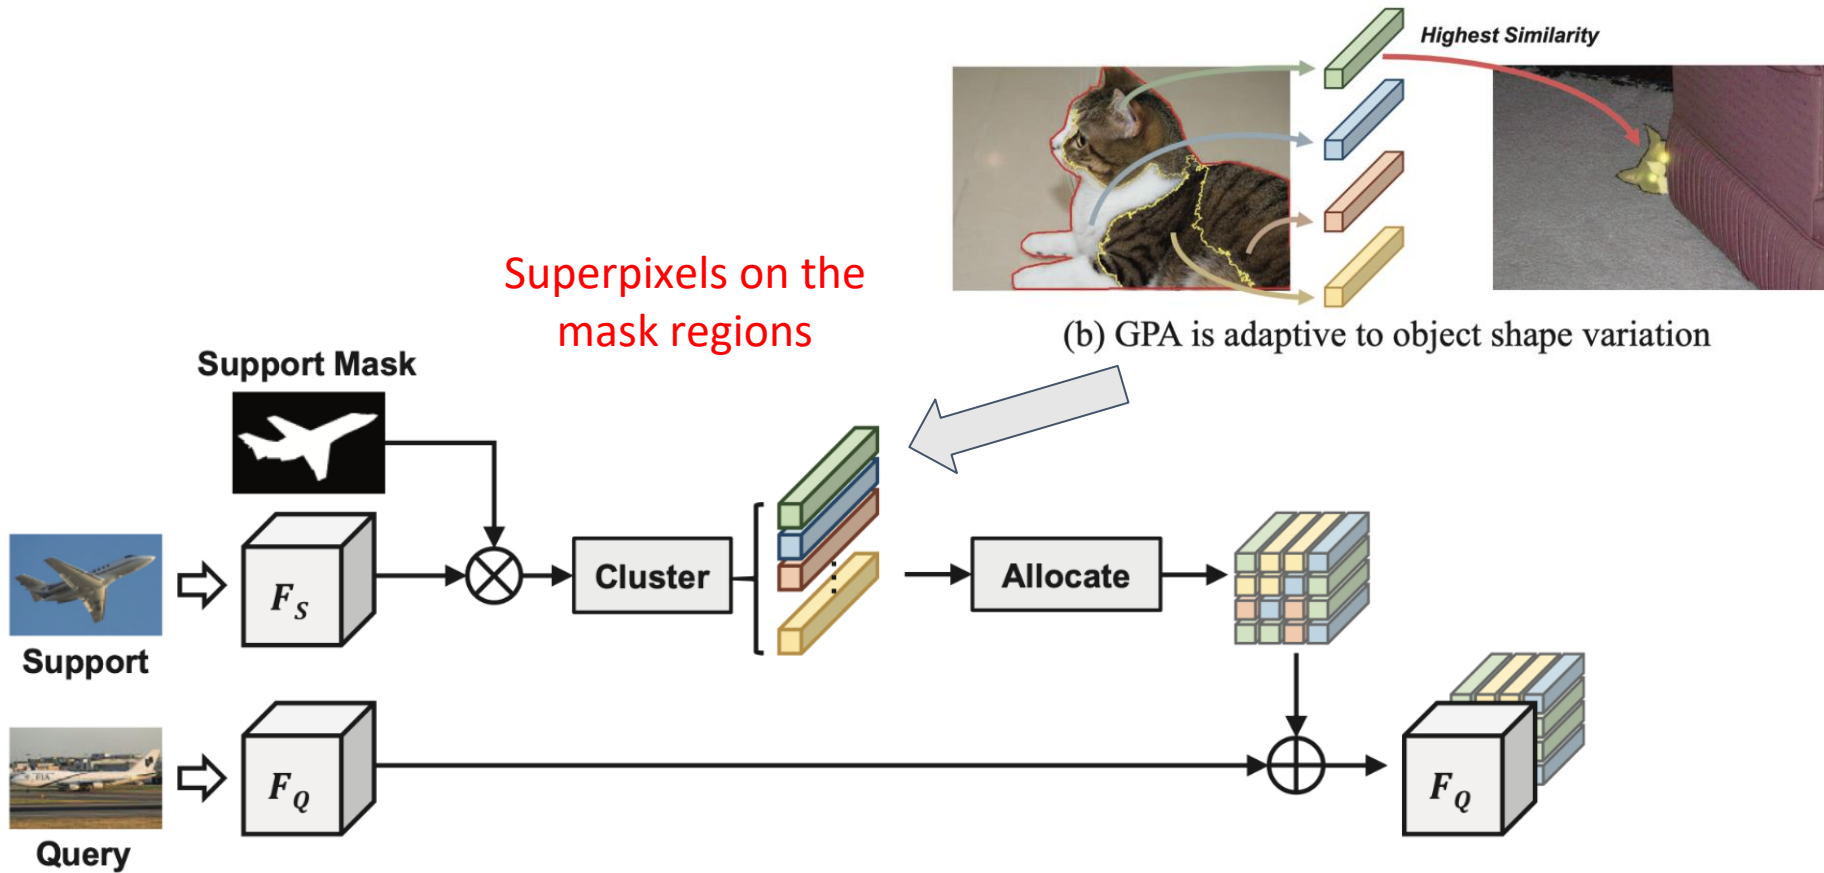 Highest Similarity
(b) GPA is adaptive to object shape variation
Superpixels on the
mask regions
Support Mask
F_S
Cluster
Allocate
Support
F_Q
F_Q
Query